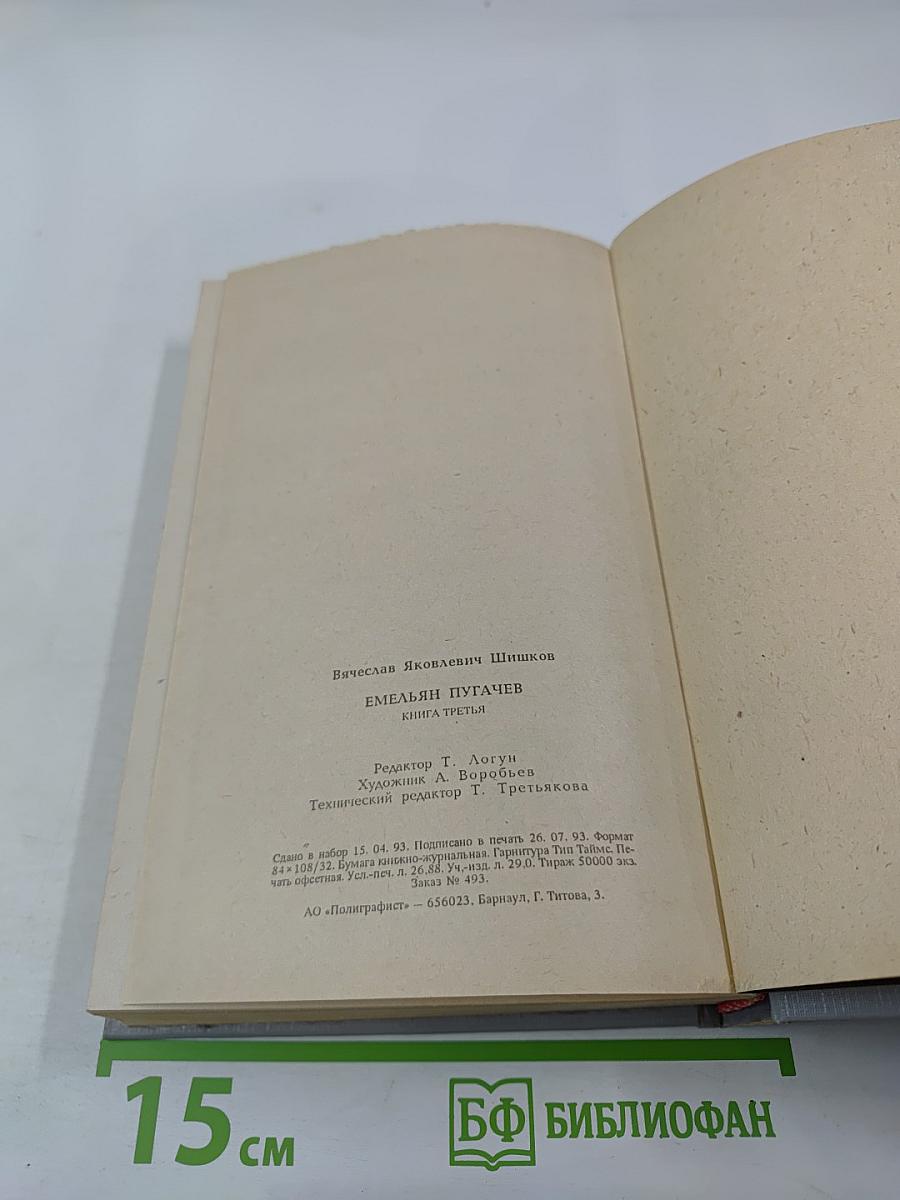 Вячеслав Яковлевич Шишков
ЕМЕЛЬЯН ПУГАЧЕВ
КНИГА ТРЕТЬЯ
Редактор Т. Логун
Художник А. Воробьев
Технический редактор Т. Третьякова
Сдано в набор 15. 04. 93. Подписано в печать 26. 07. 93. Формат
84×108/32. Бумага книжно-журнальная. Гарнитура Тип Таймс. Пе-
чать офсетная. Усл.-печ. л. 26,88. Уч,-изд. л. 29,0. Тираж 50000 экз.
Заказ № 493.
АО «Полиграфист» — 656023, Барнаул, Г. Титова, 3.
15 см
БФ БИБЛИОФАН